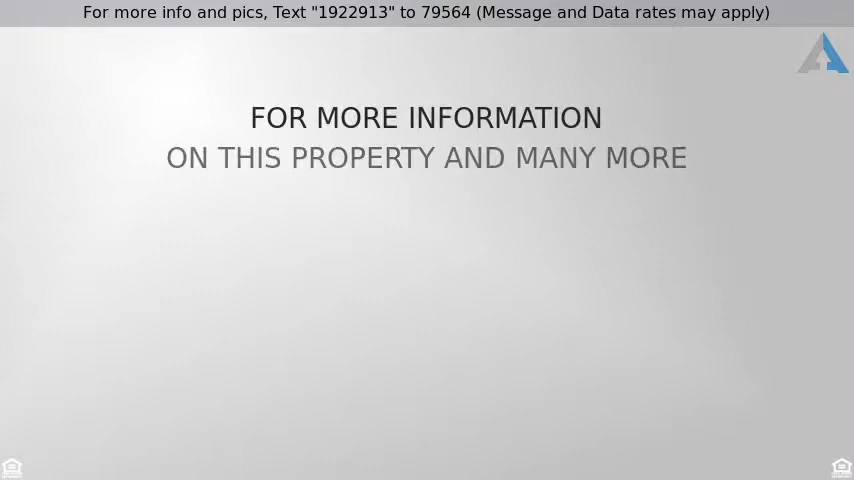 For more info and pics, Text "1922913" to 79564 (Message and Data rates may apply)
FOR MORE INFORMATION
ON THIS PROPERTY AND MANY MORE